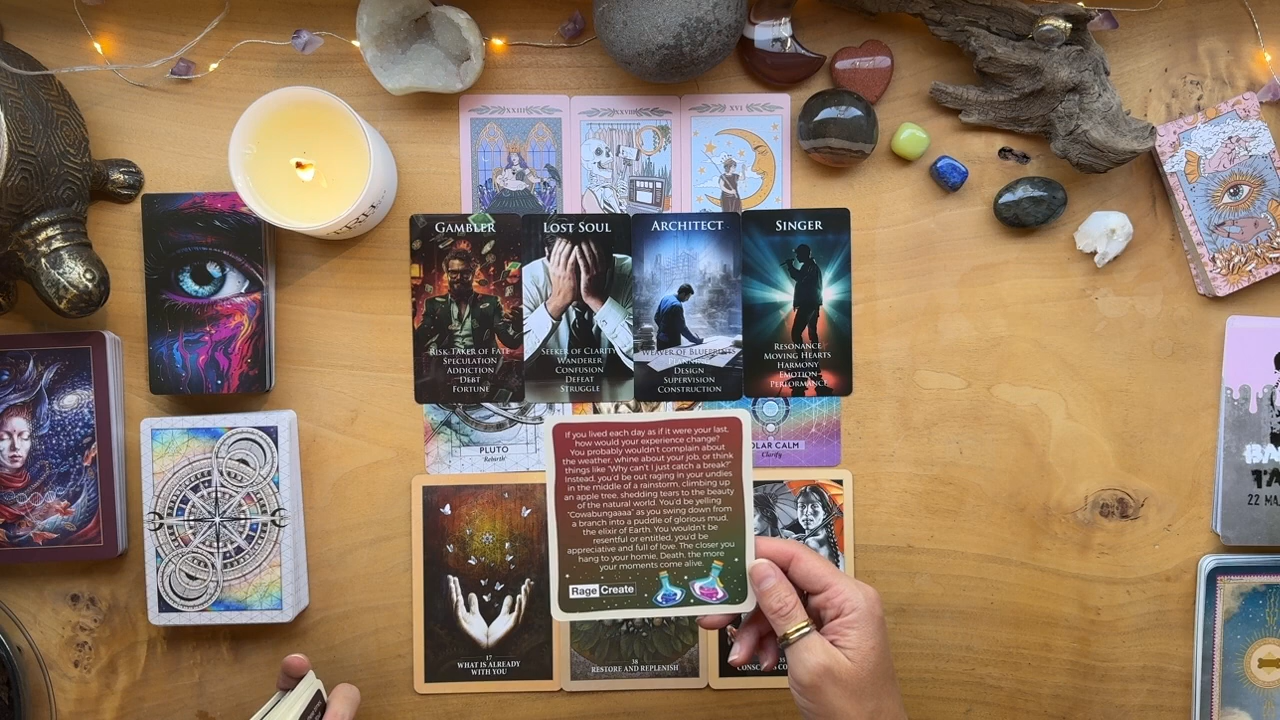 XXIII
XXVIII
XVI
GAMBLER
RISK TAKER OF FATE
SPECULATION
ADDICTION
DEBT
FORTUNE
LOST SOUL
SEEKER OF CLARITY
WANDERER
CONFUSION
DEFEAT
STRUGGLE
ARCHITECT
WEAVER OF BLUEPRINTS
PLANNING
DESIGN
SUPERVISION
CONSTRUCTION
SINGER
RESONANCE
MOVING HEARTS
HARMONY
EMOTION
PERFORMANCE
PLUTO
Rebirth
OLAR CALM
Clarify
If you lived each day as if it were your last,
how would your experience change?
You probably wouldn't complain about
the weather, whine about your job, or think
things like "Why can't I just catch a break?"
Instead, you'd be out raging in your undies
in the middle of a rainstorm, climbing up
an apple tree, shedding tears to the beauty
of the natural world. You'd be yelling
"Cowabungaaaa" as you swing down from
a branch into a puddle of glorious mud,
the elixir of Earth. You wouldn't be
resentful or entitled, you'd be
appreciative and full of love. The closer you
hang to your homie, Death, the more
your moments come alive.
Rage Create
17
WHAT IS ALREADY
WITH YOU
38
RESTORE AND REPLENISH
BA
TA
22 MA